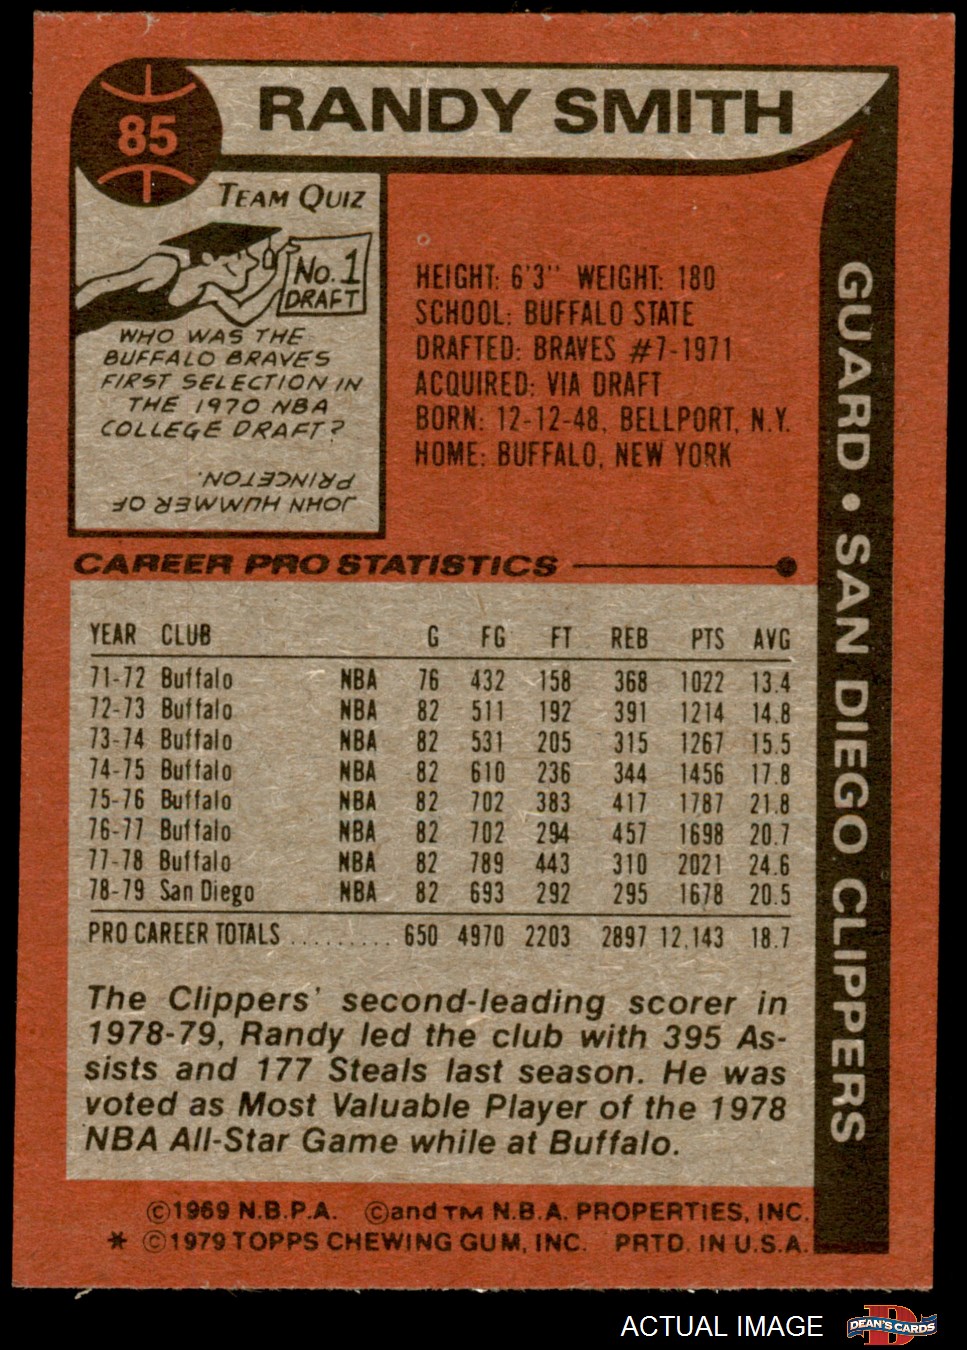 85
RANDY SMITH
TEAM QUIZ
No. 1
DRAFT
WHO WAS THE
BUFFALO BRAVES
FIRST SELECTION IN
THE 1970 NBA
COLLEGE DRAFT?
JOHN HUMMER OF
PRINCETON.
HEIGHT: 6'3" WEIGHT: 180
SCHOOL: BUFFALO STATE
DRAFTED: BRAVES #7-1971
ACQUIRED: VIA DRAFT
BORN: 12-12-48, BELLPORT, N.Y.
HOME: BUFFALO, NEW YORK
GUARD • SAN DIEGO CLIPPERS
CAREER PRO STATISTICS
YEAR CLUB G FG FT REB PTS AVG
71-72 Buffalo NBA 76 432 158 368 1022 13.4
72-73 Buffalo NBA 82 511 192 391 1214 14.8
73-74 Buffalo NBA 82 531 205 315 1267 15.5
74-75 Buffalo NBA 82 610 236 344 1456 17.8
75-76 Buffalo NBA 82 702 383 417 1787 21.8
76-77 Buffalo NBA 82 702 294 457 1698 20.7
77-78 Buffalo NBA 82 789 443 310 2021 24.6
78-79 San Diego NBA 82 693 292 295 1678 20.5
PRO CAREER TOTALS ......... 650 4970 2203 2897 12,143 18.7
The Clippers' second-leading scorer in
1978-79, Randy led the club with 395 As-
sists and 177 Steals last season. He was
voted as Most Valuable Player of the 1978
NBA All-Star Game while at Buffalo.
©1969 N.B.P.A. ©and TM N.B.A. PROPERTIES, INC.
* ©1979 TOPPS CHEWING GUM, INC. PRTD. IN U.S.A.
ACTUAL IMAGE
DEAN'S CARDS